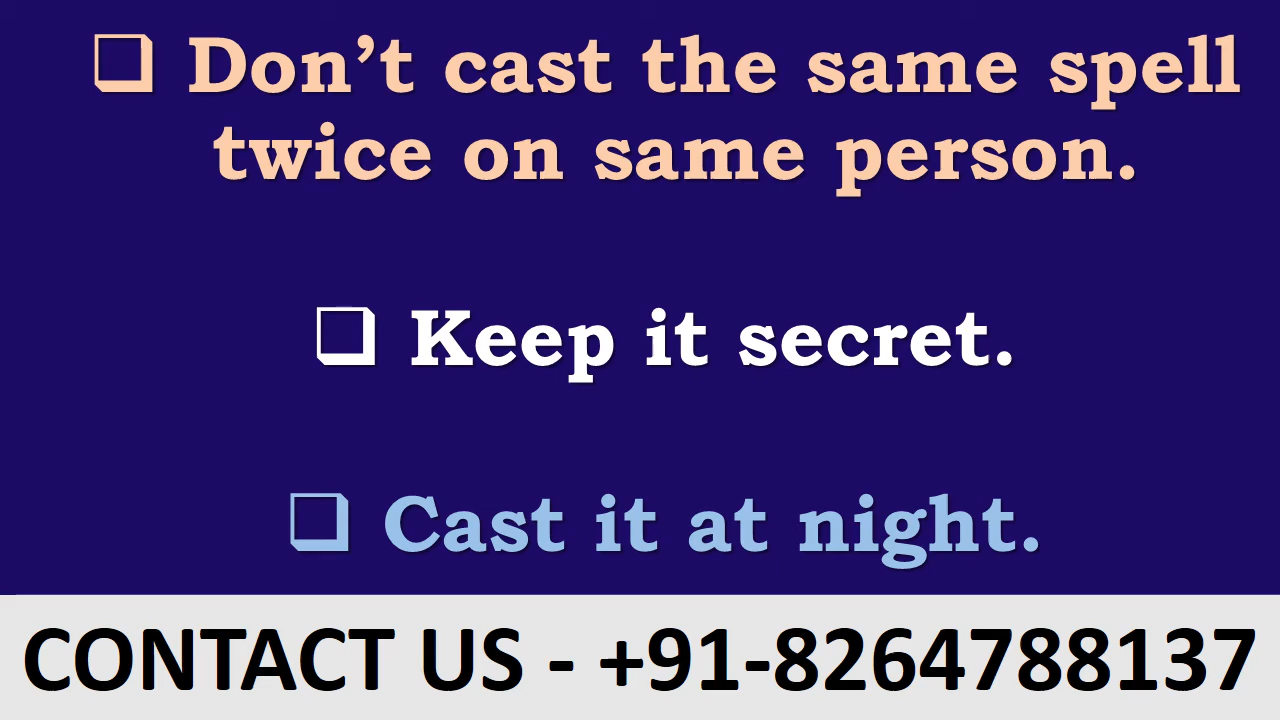 ❑ Don’t cast the same spell
twice on same person.
❑ Keep it secret.
❑ Cast it at night.
CONTACT US - +91-8264788137